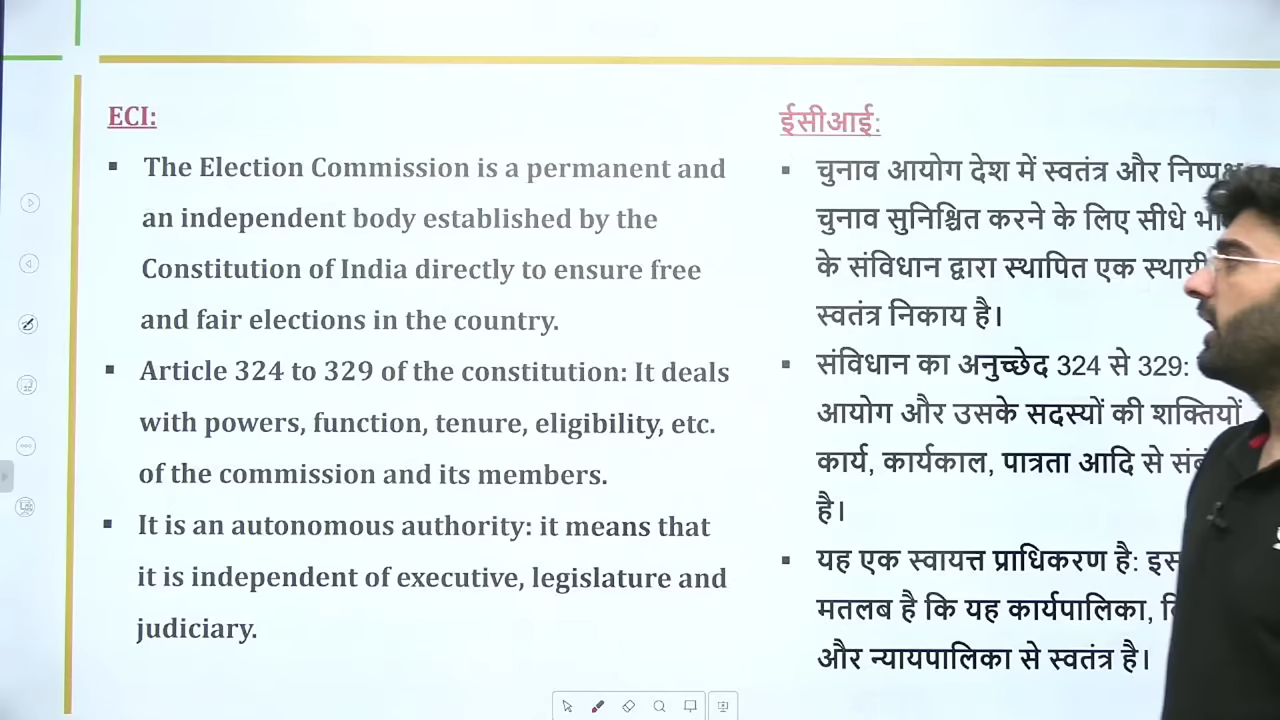 ECI:
▪ The Election Commission is a permanent and
an independent body established by the
Constitution of India directly to ensure free
and fair elections in the country.
▪ Article 324 to 329 of the constitution: It deals
with powers, function, tenure, eligibility, etc.
of the commission and its members.
▪ It is an autonomous authority: it means that
it is independent of executive, legislature and
judiciary.
ईसीआई:
▪ चुनाव आयोग देश में स्वतंत्र और
चुनाव सुनिश्चित करने के लिए सीधे
के संविधान द्वारा स्थापित एक
स्वतंत्र निकाय है।
▪ संविधान का अनुच्छेद 324 से 329:
आयोग और उसके सदस्यों की शक्तियों
कार्य, कार्यकाल, पात्रता आदि से
है।
▪ यह एक स्वायत्त प्राधिकरण है:
मतलब है कि यह कार्यपालिका,
और न्यायपालिका से स्वतंत्र है।